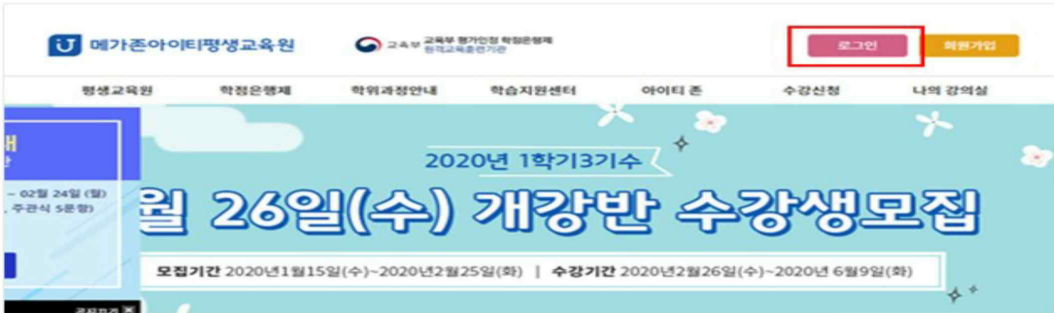 메가존아이티평생교육원
교육부 교육부 평가인정 학점은행제
원격교육훈련기관
로그인
회원가입
평생교육원 학점은행제 학위과정안내 학습지원센터 아이티 존 수강신청 나의 강의실
2020년 1학기3기수
~ 02월 24일 (월)
, 주관식 5문항)
월 26일(수) 개강반 수강생모집
모집기간 2020년1월15일(수)~2020년2월25일(화) | 수강기간 2020년2월26일(수)~2020년 6월9일(화)